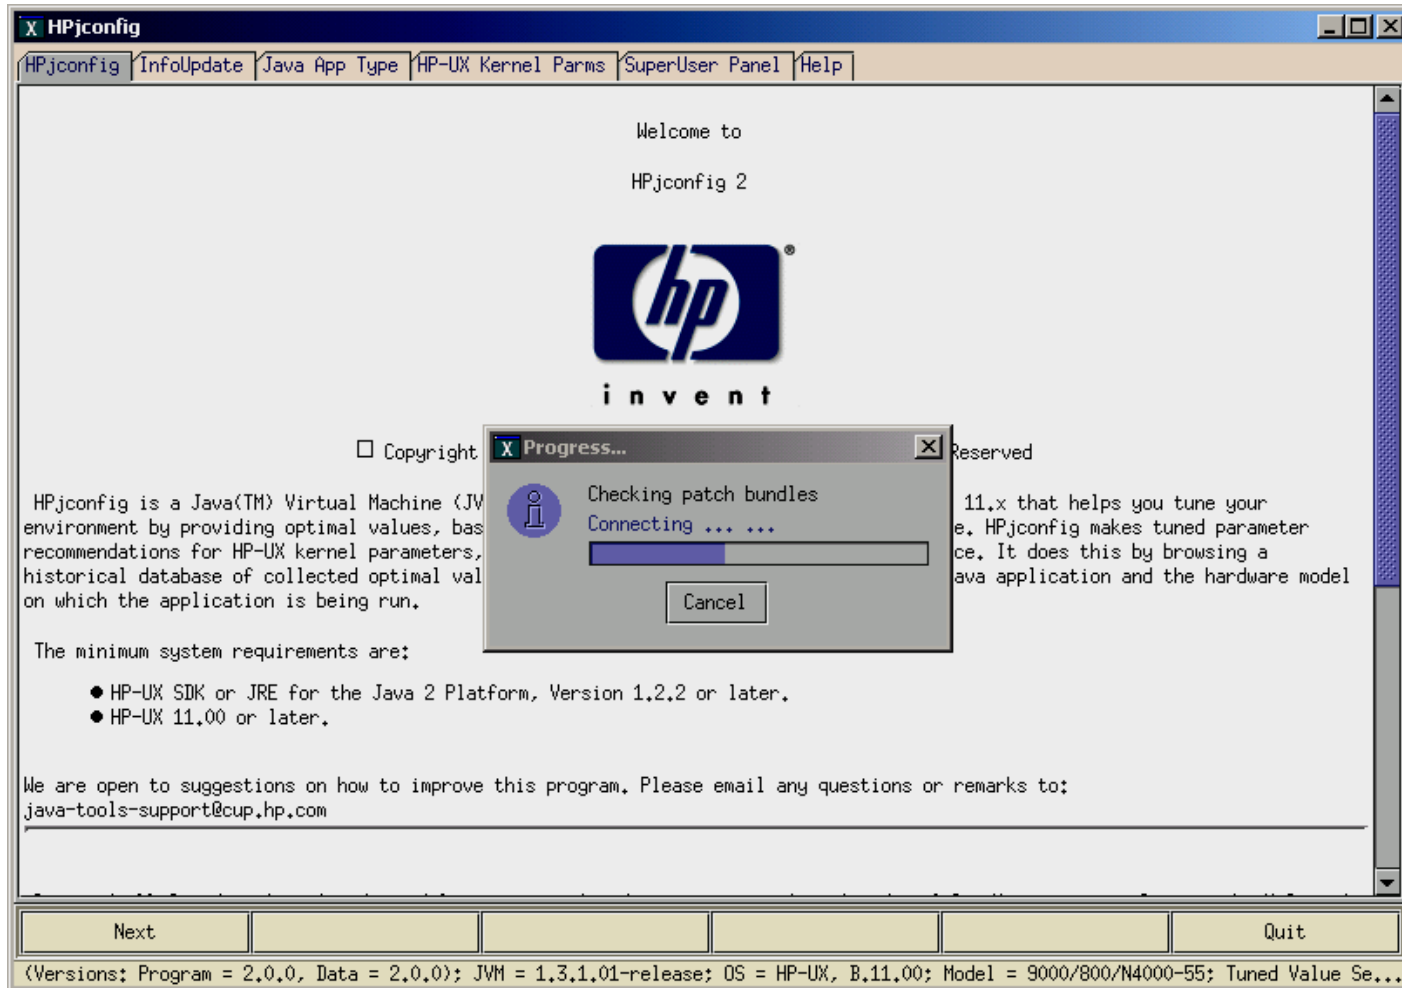 HPjconfig
HPjconfig InfoUpdate Java App Type HP-UX Kernel Parms SuperUser Panel Help
Welcome to
HPjconfig 2
hp®
invent
Copyright Reserved
Progress...
Checking patch bundles
Connecting ... ...
Cancel
HPjconfig is a Java(TM) Virtual Machine (JV 11.x that helps you tune your
environment by providing optimal values, bas e. HPjconfig makes tuned parameter
recommendations for HP-UX kernel parameters, ce. It does this by browsing a
historical database of collected optimal val ava application and the hardware model
on which the application is being run.
The minimum system requirements are:
● HP-UX SDK or JRE for the Java 2 Platform, Version 1.2.2 or later.
● HP-UX 11.00 or later.
We are open to suggestions on how to improve this program. Please email any questions or remarks to:
java-tools-support@cup.hp.com
Next Quit
(Versions: Program = 2.0.0, Data = 2.0.0); JVM = 1.3.1.01-release; OS = HP-UX, B.11.00; Model = 9000/800/N4000-55; Tuned Value Se...